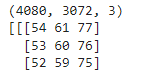 (4080, 3072, 3)
[[[54 61 77]
[53 60 76]
[52 59 75]